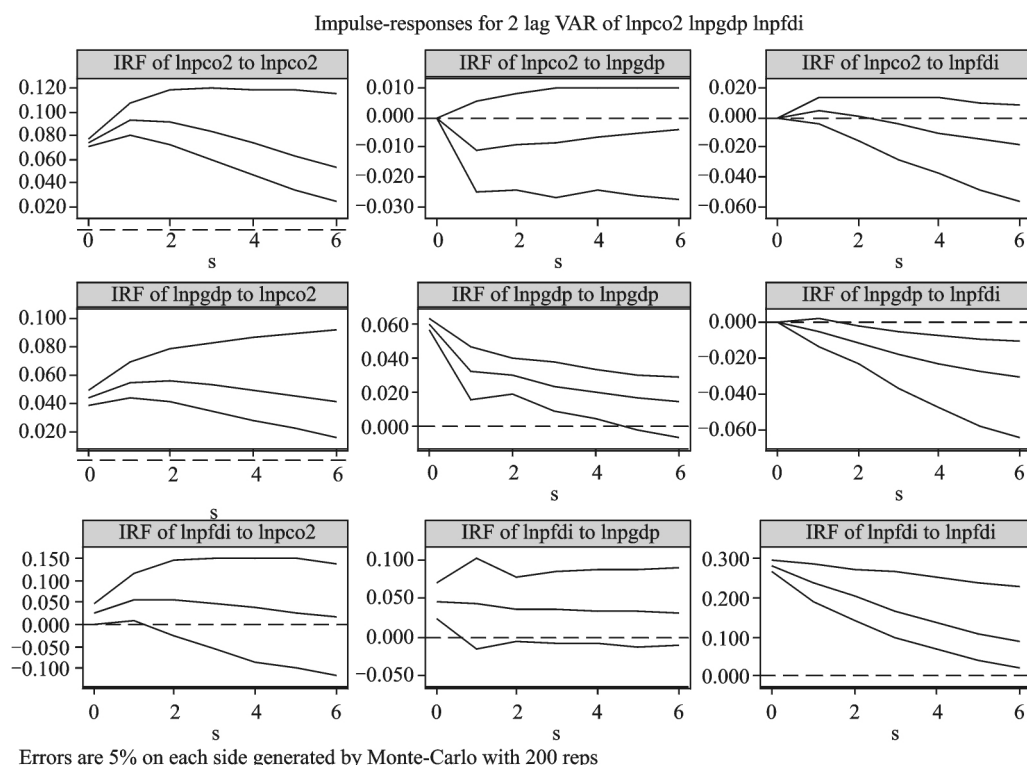 Impulse-responses for 2 lag VAR of lnpco2 lnpgdp lnpfdi
IRF of lnpco2 to lnpco2
0.120
0.100
0.080
0.060
0.040
0.020
0 2 4 6
s
IRF of lnpco2 to lnpgdp
0.010
0.000
−0.010
−0.020
−0.030
0 2 4 6
s
IRF of lnpco2 to lnpfdi
0.020
0.000
−0.020
−0.040
−0.060
0 2 4 6
s
IRF of lnpgdp to lnpco2
0.100
0.080
0.060
0.040
0.020
0 2 4 6
s
IRF of lnpgdp to lnpgdp
0.060
0.040
0.020
0.000
0 2 4 6
s
IRF of lnpgdp to lnpfdi
0.000
−0.020
−0.040
−0.060
0 2 4 6
s
IRF of lnpfdi to lnpco2
0.150
0.100
0.050
0.000
−0.050
−0.100
0 2 4 6
s
IRF of lnpfdi to lnpgdp
0.100
0.050
0.000
−0.050
0 2 4 6
s
IRF of lnpfdi to lnpfdi
0.300
0.200
0.100
0.000
0 2 4 6
s
Errors are 5% on each side generated by Monte-Carlo with 200 reps